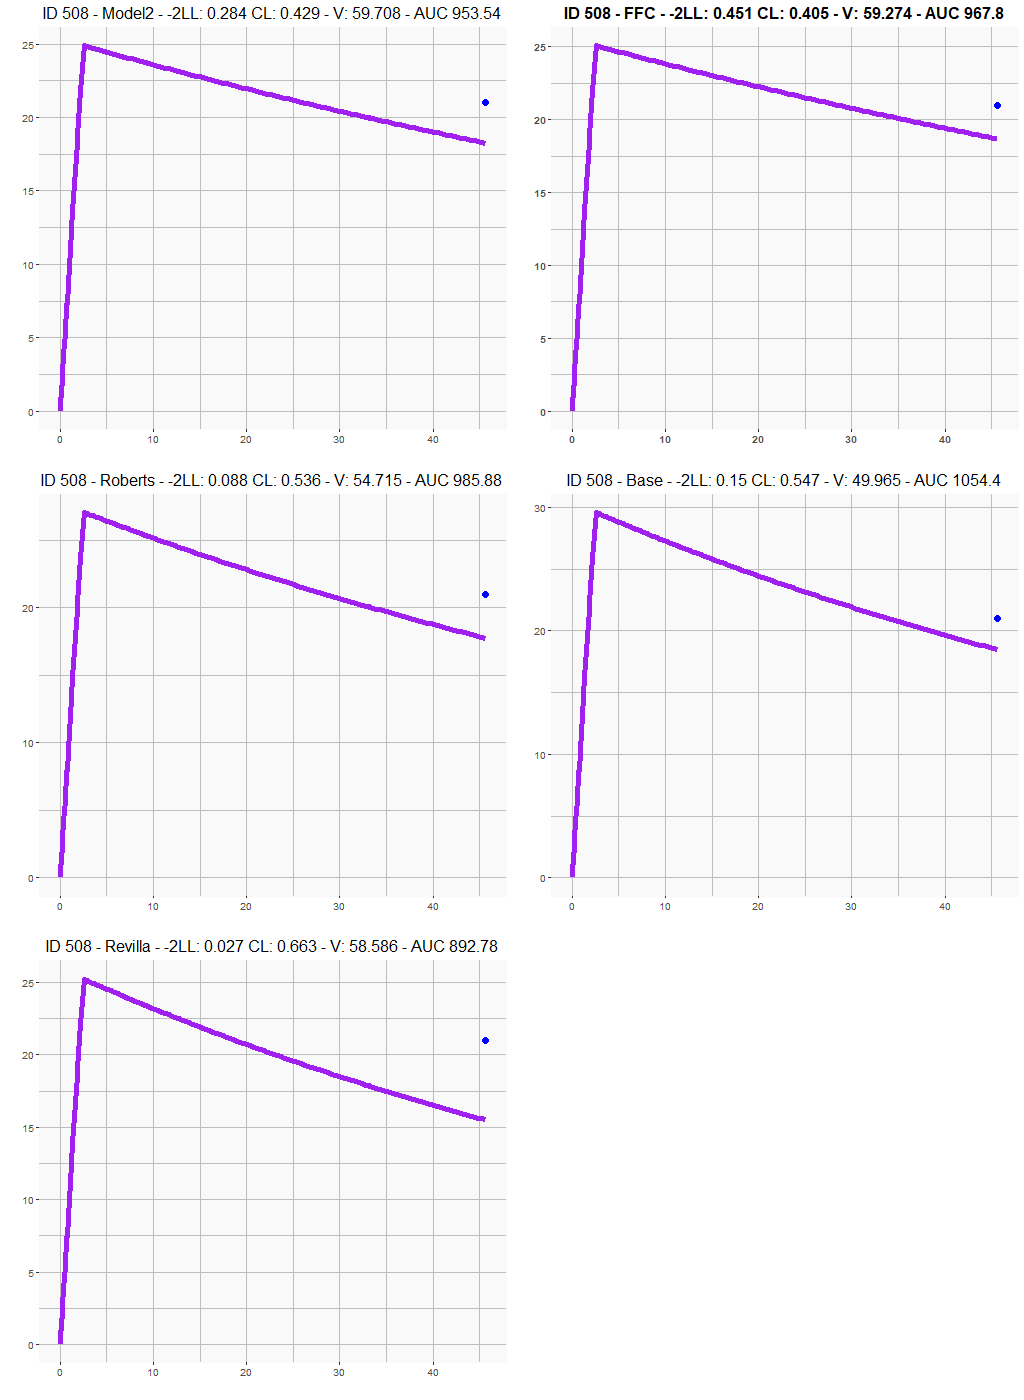 ID 508 - Model2 - -2LL: 0.284 CL: 0.429 - V: 59.708 - AUC 953.54
25
20
15
10
5
0
0 10 20 30 40
ID 508 - FFC - -2LL: 0.451 CL: 0.405 - V: 59.274 - AUC 967.8
25
20
15
10
5
0
0 10 20 30 40
ID 508 - Roberts - -2LL: 0.088 CL: 0.536 - V: 54.715 - AUC 985.88
20
10
0
0 10 20 30 40
ID 508 - Base - -2LL: 0.15 CL: 0.547 - V: 49.965 - AUC 1054.4
30
20
10
0
0 10 20 30 40
ID 508 - Revilla - -2LL: 0.027 CL: 0.663 - V: 58.586 - AUC 892.78
25
20
15
10
5
0
0 10 20 30 40